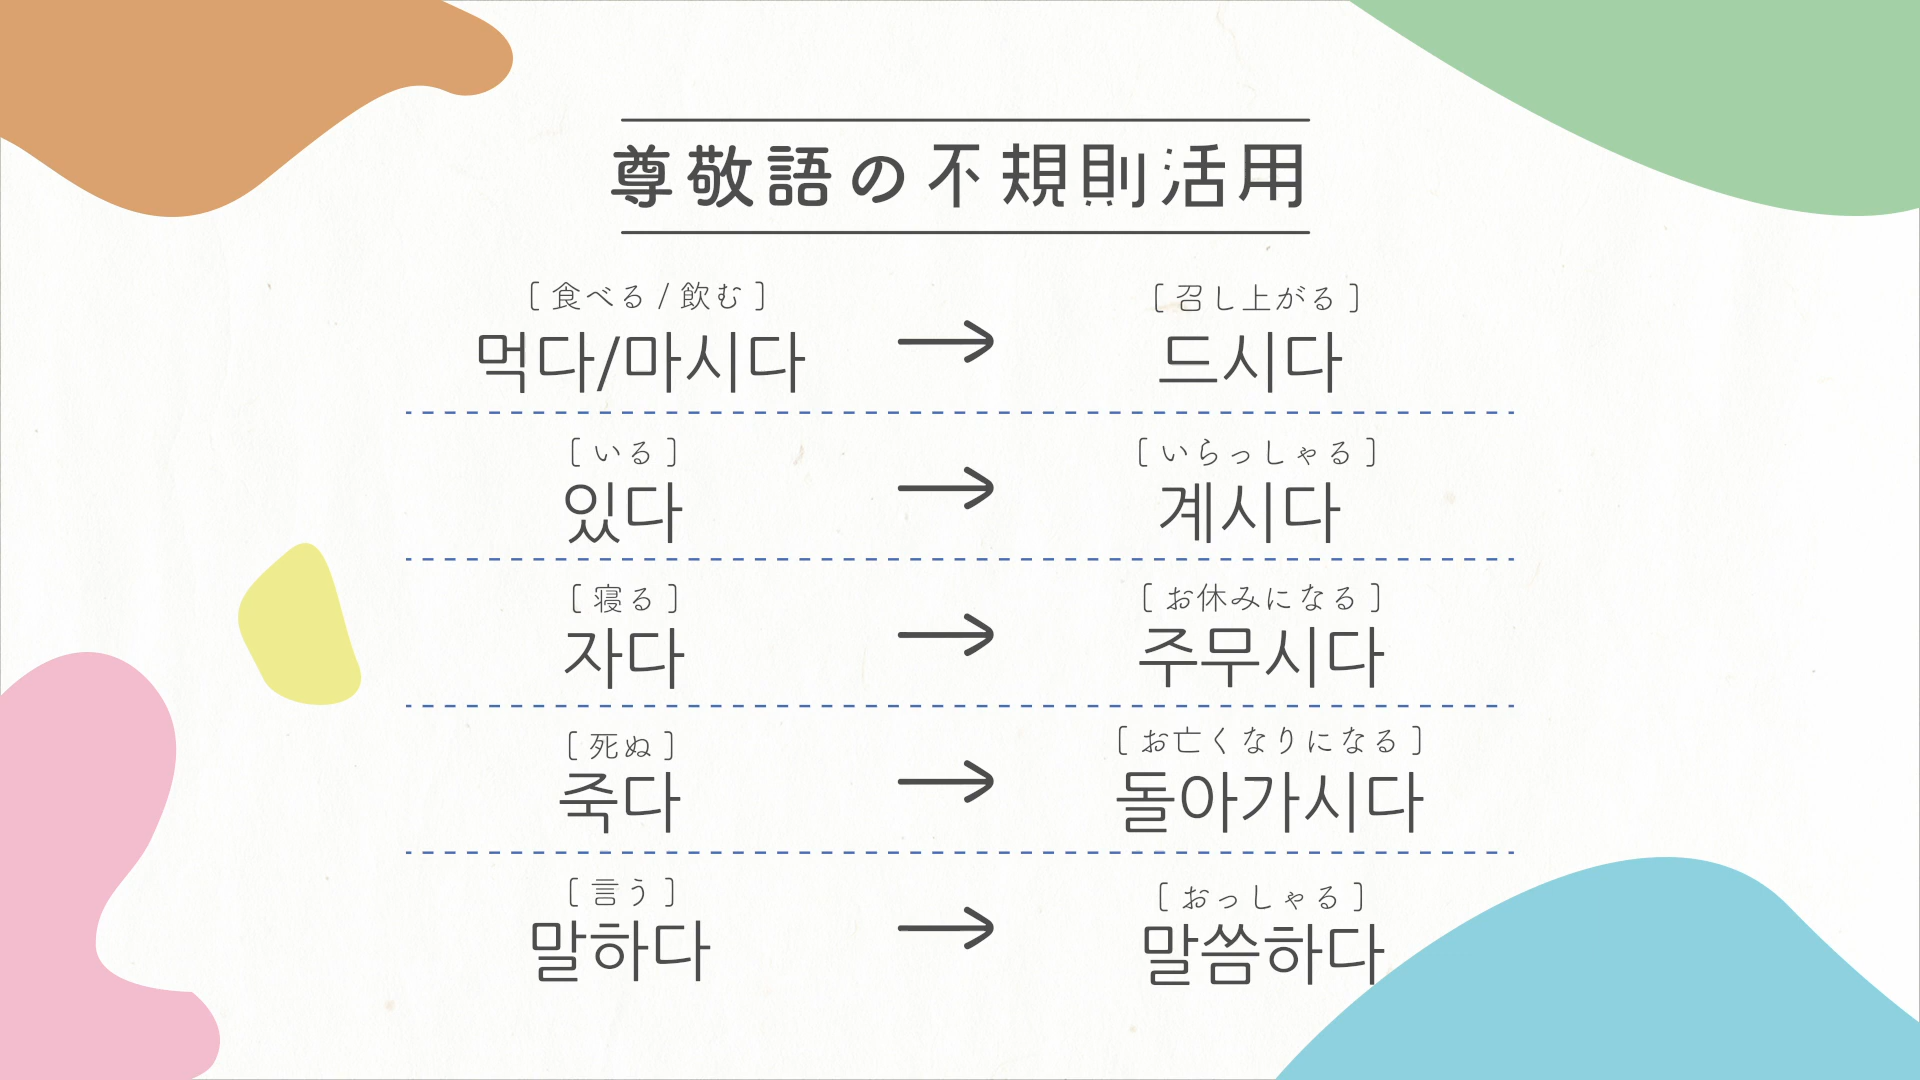 尊敬語の不規則活用
[ 食べる / 飲む ]
먹다/마시다
→
[ 召し上がる ]
드시다
[ いる ]
있다
→
[ いらっしゃる ]
계시다
[ 寝る ]
자다
→
[ お休みになる ]
주무시다
[ 死ぬ ]
죽다
→
[ お亡くなりになる ]
돌아가시다
[ 言う ]
말하다
→
[ おっしゃる ]
말씀하다